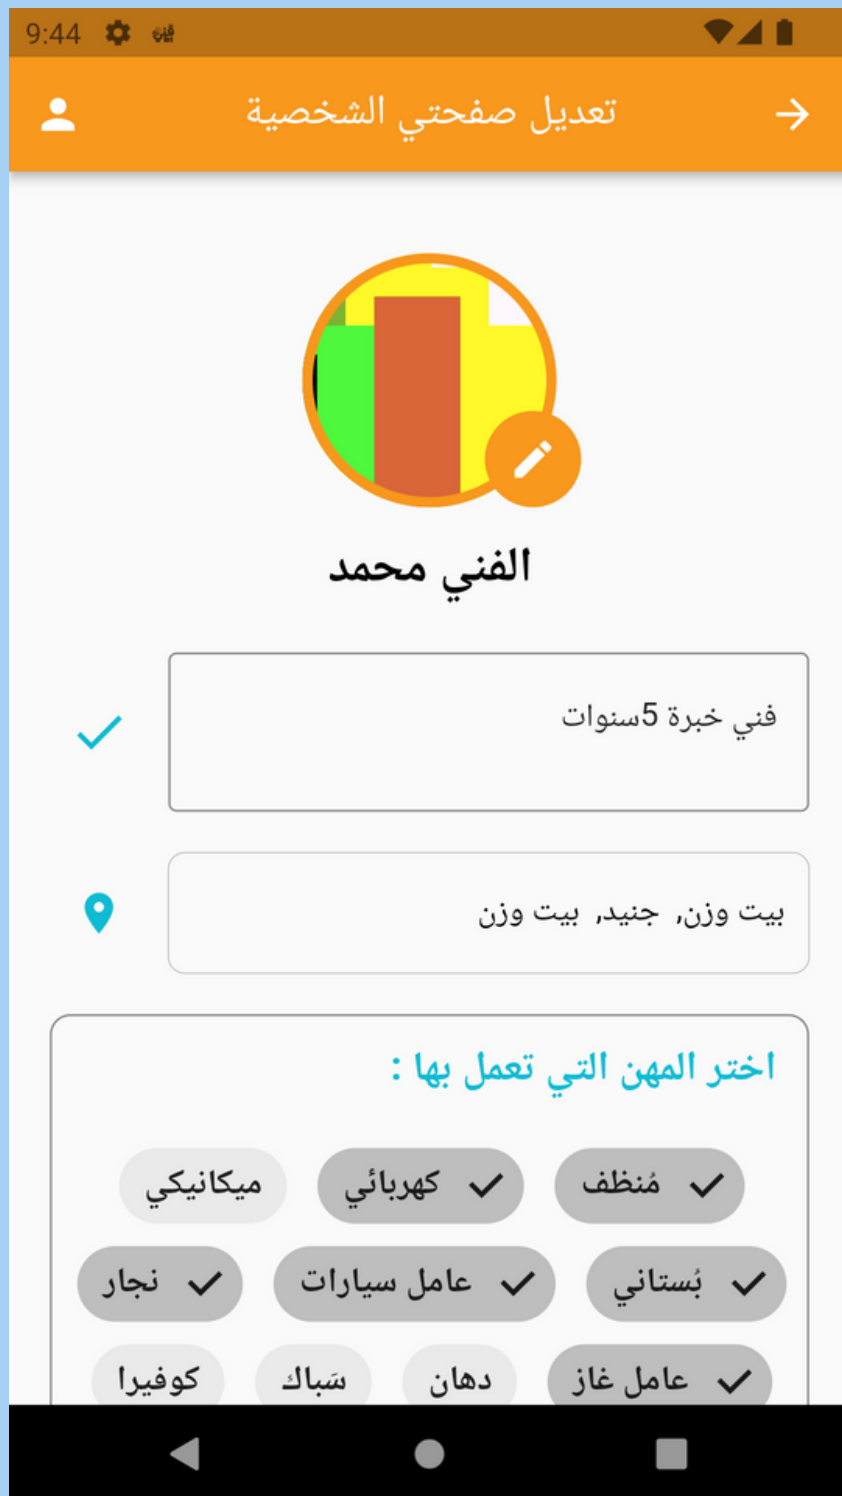 9:44
تعديل صفحتي الشخصية
الفني محمد
فني خبرة 5سنوات
بيت وزن, جنيد, بيت وزن
اختر المهن التي تعمل بها :
مُنظف كهربائي ميكانيكي
بُستاني عامل سيارات نجار
عامل غاز دهان سَباك كوفيرا